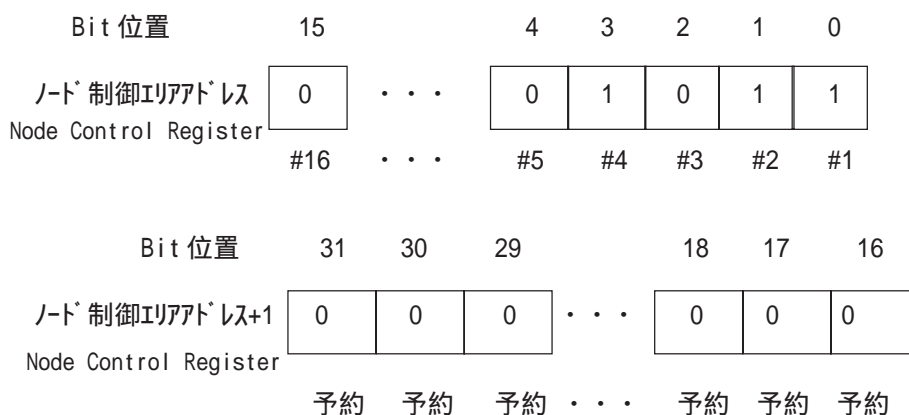 Bit 位置 15 4 3 2 1 0
ノード制御エリアアドレス 0 ・・・ 0 1 0 1 1
Node Control Register
#16 ・・・ #5 #4 #3 #2 #1
Bit 位置 31 30 29 18 17 16
ノード制御エリアアドレス+1 0 0 0 ・・・ 0 0 0
Node Control Register
予約 予約 予約 ・・・ 予約 予約 予約